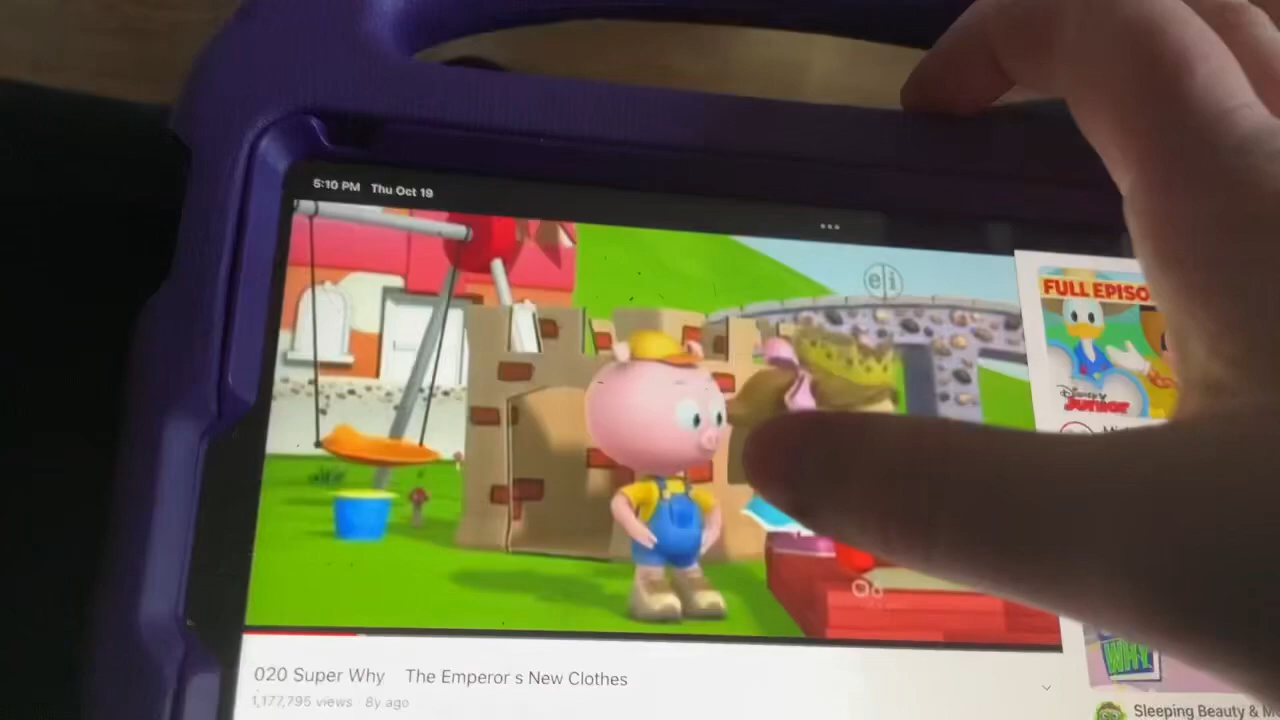 5:10 PM Thu Oct 19
e|i
FULL EPISO
Disney
Junior
020 Super Why The Emperor s New Clothes
1,177,795 views · 8y ago
WHY
Sleeping Beauty & M